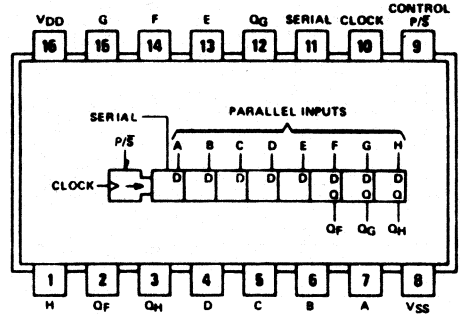 VDD G F E QG SERIAL CLOCK CONTROL P/S̅
16 15 14 13 12 11 10 9
PARALLEL INPUTS
SERIAL
P/S̅
A B C D E F G H
D D D D D D D D
CLOCK
Q Q Q
QF QG QH
1 2 3 4 5 6 7 8
H QF QH D C B A VSS